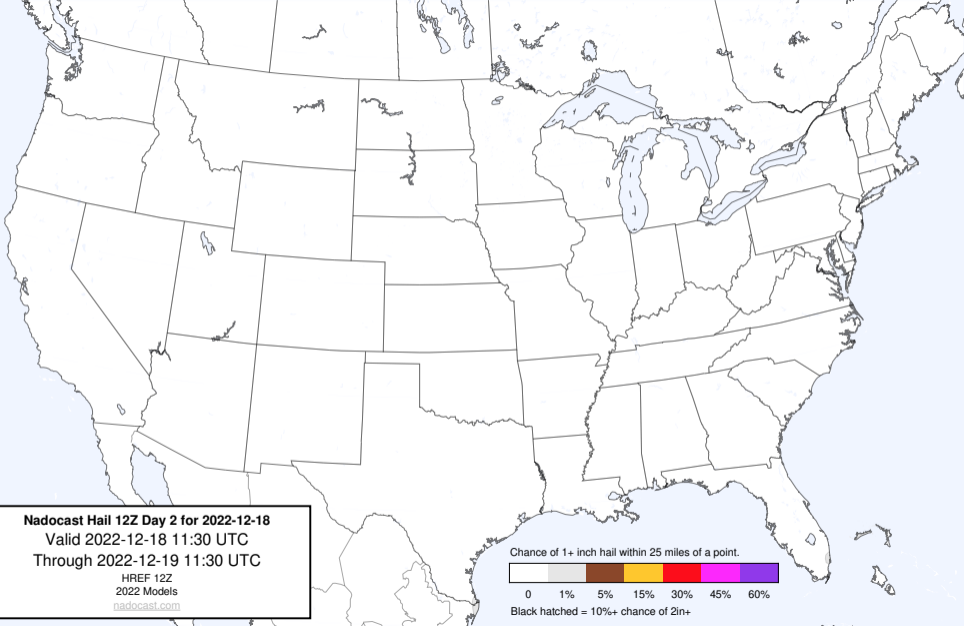 Nadocast Hail 12Z Day 2 for 2022-12-18
Valid 2022-12-18 11:30 UTC
Through 2022-12-19 11:30 UTC
HREF 12Z
2022 Models
nadocast.com
Chance of 1+ inch hail within 25 miles of a point.
0 1% 5% 15% 30% 45% 60%
Black hatched = 10%+ chance of 2in+